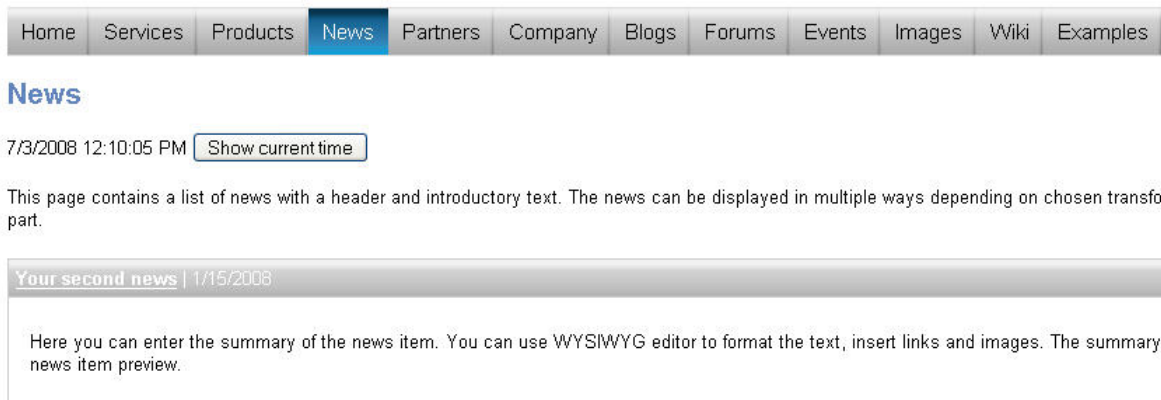 Home Services Products News Partners Company Blogs Forums Events Images Wiki Examples
News
7/3/2008 12:10:05 PM Show current time
This page contains a list of news with a header and introductory text. The news can be displayed in multiple ways depending on chosen transfo
part.
Your second news | 1/15/2008
Here you can enter the summary of the news item. You can use WYSIWYG editor to format the text, insert links and images. The summary
news item preview.